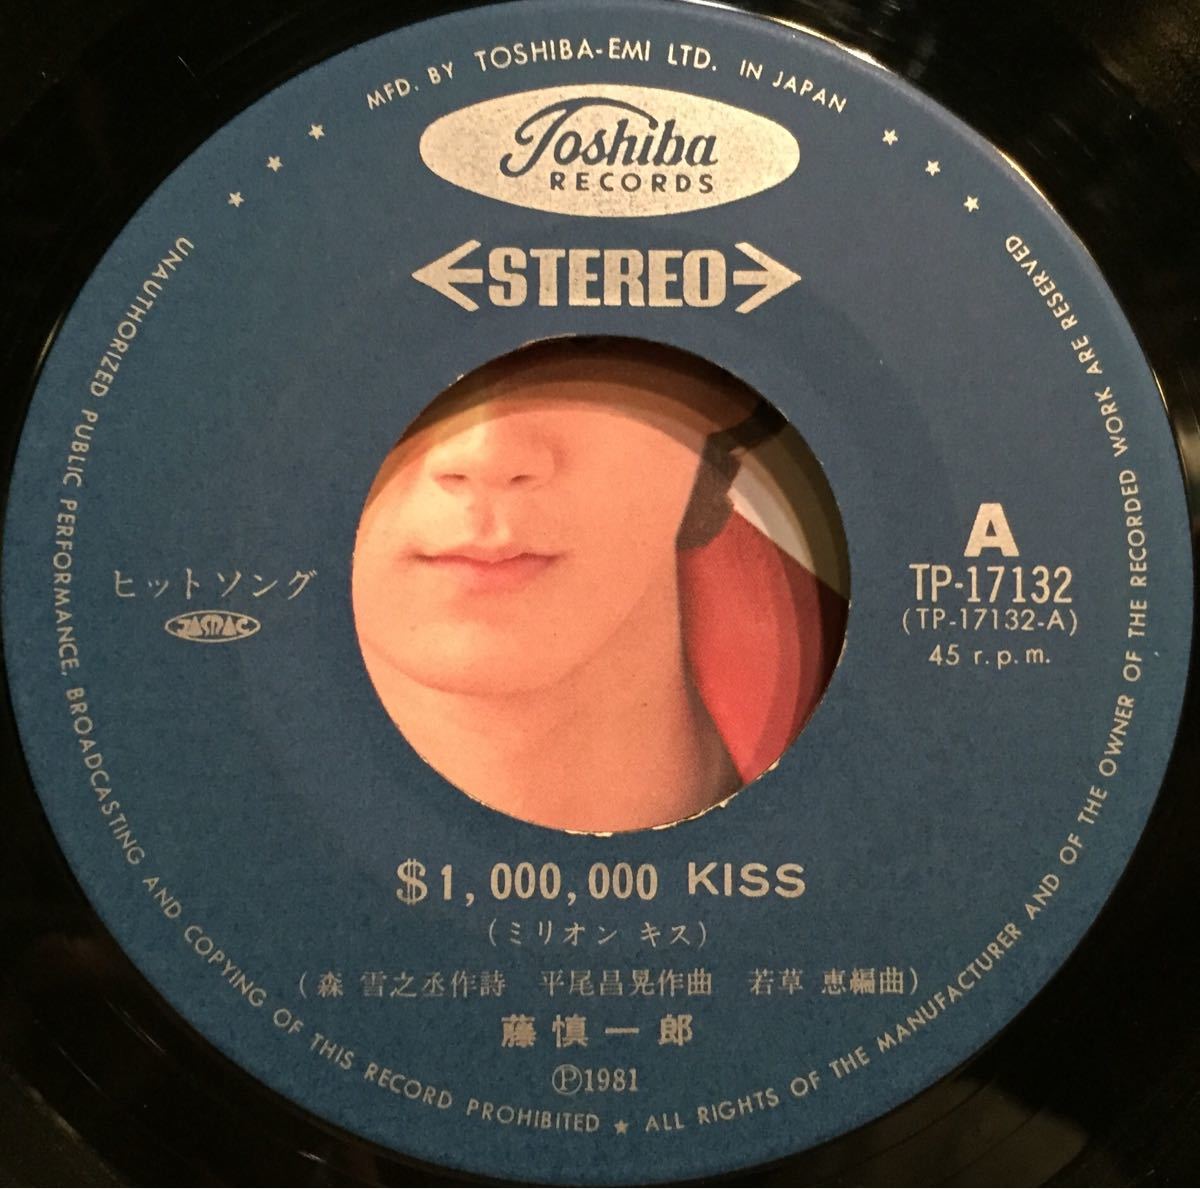 MFD. BY TOSHIBA-EMI LTD. IN JAPAN
Toshiba
RECORDS
STEREO
ヒットソング
JASRAC
A
TP-17132
(TP-17132-A)
45 r.p.m.
$1,000,000 KISS
(ミリオン キス)
(森 雪之丞作詩 平尾昌晃作曲 若草 恵編曲)
藤 慎一郎
Ⓟ1981
UNAUTHORIZED PUBLIC PERFORMANCE, BROADCASTING AND COPYING OF THIS RECORD PROHIBITED ★ ALL RIGHTS OF THE MANUFACTURER AND OF THE OWNER OF THE RECORDED WORK ARE RESERVED